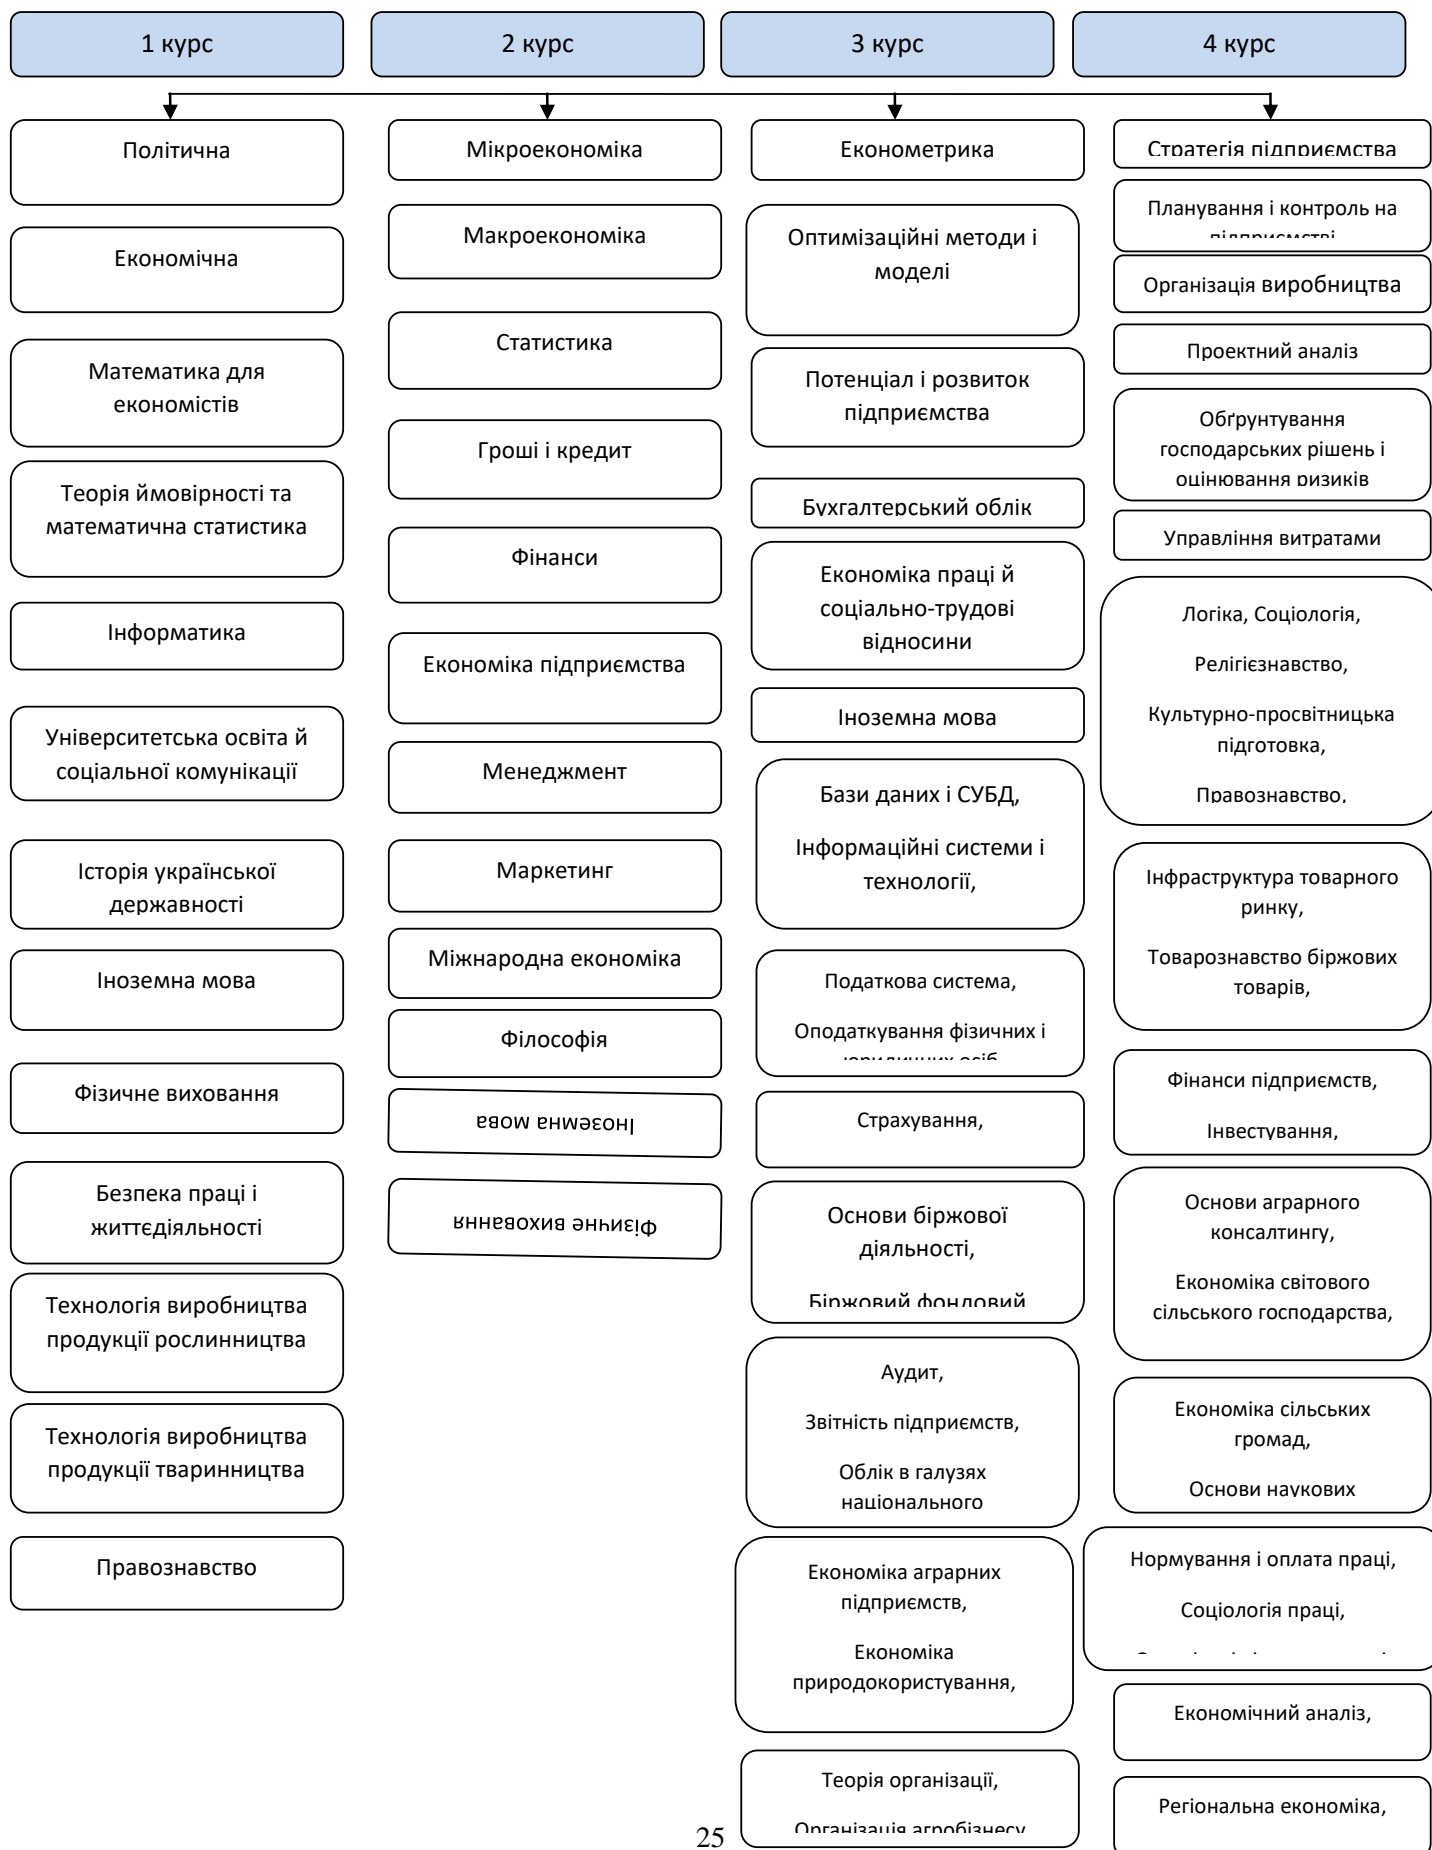 1 курс
2 курс
3 курс
4 курс
Політична
Економічна
Математика для
економістів
Теорія ймовірності та
математична статистика
Інформатика
Університетська освіта й
соціальної комунікації
Історія української
державності
Іноземна мова
Фізичне виховання
Безпека праці і
життєдіяльності
Технологія виробництва
продукції рослинництва
Технологія виробництва
продукції тваринництва
Правознавство
Мікроекономіка
Макроекономіка
Статистика
Гроші і кредит
Фінанси
Економіка підприємства
Менеджмент
Маркетинг
Міжнародна економіка
Філософія
Іноземна мова
Фізичне виховання
Економетрика
Оптимізаційні методи і
моделі
Потенціал і розвиток
підприємства
Бухгалтерський облік
Економіка праці й
соціально-трудові
відносини
Іноземна мова
Бази даних і СУБД,
Інформаційні системи і
технології,
Податкова система,
Оподаткування фізичних і
юридичних осіб
Страхування,
Основи біржової
діяльності,
Біржовий фондовий
Аудит,
Звітність підприємств,
Облік в галузях
національного
Економіка аграрних
підприємств,
Економіка
природокористування,
Теорія організації,
Організація агробізнесу
Стратегія підприємства
Планування і контроль на
підприємстві
Організація виробництва
Проектний аналіз
Обґрунтування
господарських рішень і
оцінювання ризиків
Управління витратами
Логіка, Соціологія,
Релігієзнавство,
Культурно-просвітницька
підготовка,
Правознавство,
Інфраструктура товарного
ринку,
Товарознавство біржових
товарів,
Фінанси підприємств,
Інвестування,
Основи аграрного
консалтингу,
Економіка світового
сільського господарства,
Економіка сільських
громад,
Основи наукових
Нормування і оплата праці,
Соціологія праці,
Економічний аналіз,
Регіональна економіка,
25